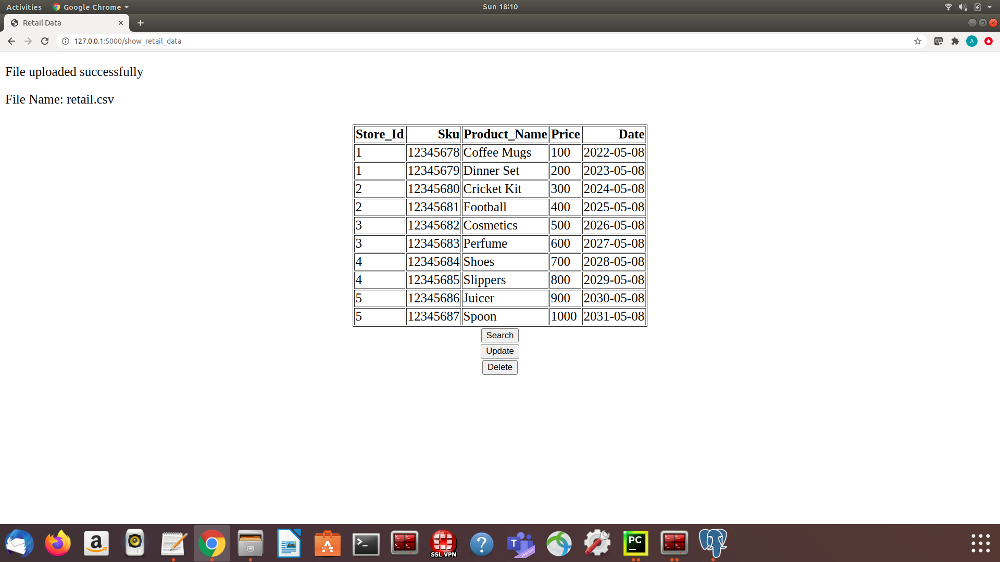 Activities Google Chrome Sun 18:10
Retail Data
127.0.0.1:5000/show_retail_data A
File uploaded successfully
File Name: retail.csv
Store_Id Sku Product_Name Price Date
1 12345678 Coffee Mugs 100 2022-05-08
1 12345679 Dinner Set 200 2023-05-08
2 12345680 Cricket Kit 300 2024-05-08
2 12345681 Football 400 2025-05-08
3 12345682 Cosmetics 500 2026-05-08
3 12345683 Perfume 600 2027-05-08
4 12345684 Shoes 700 2028-05-08
4 12345685 Slippers 800 2029-05-08
5 12345686 Juicer 900 2030-05-08
5 12345687 Spoon 1000 2031-05-08
Search
Update
Delete
a A >_ SSL VPN ? T PREVIEW PC